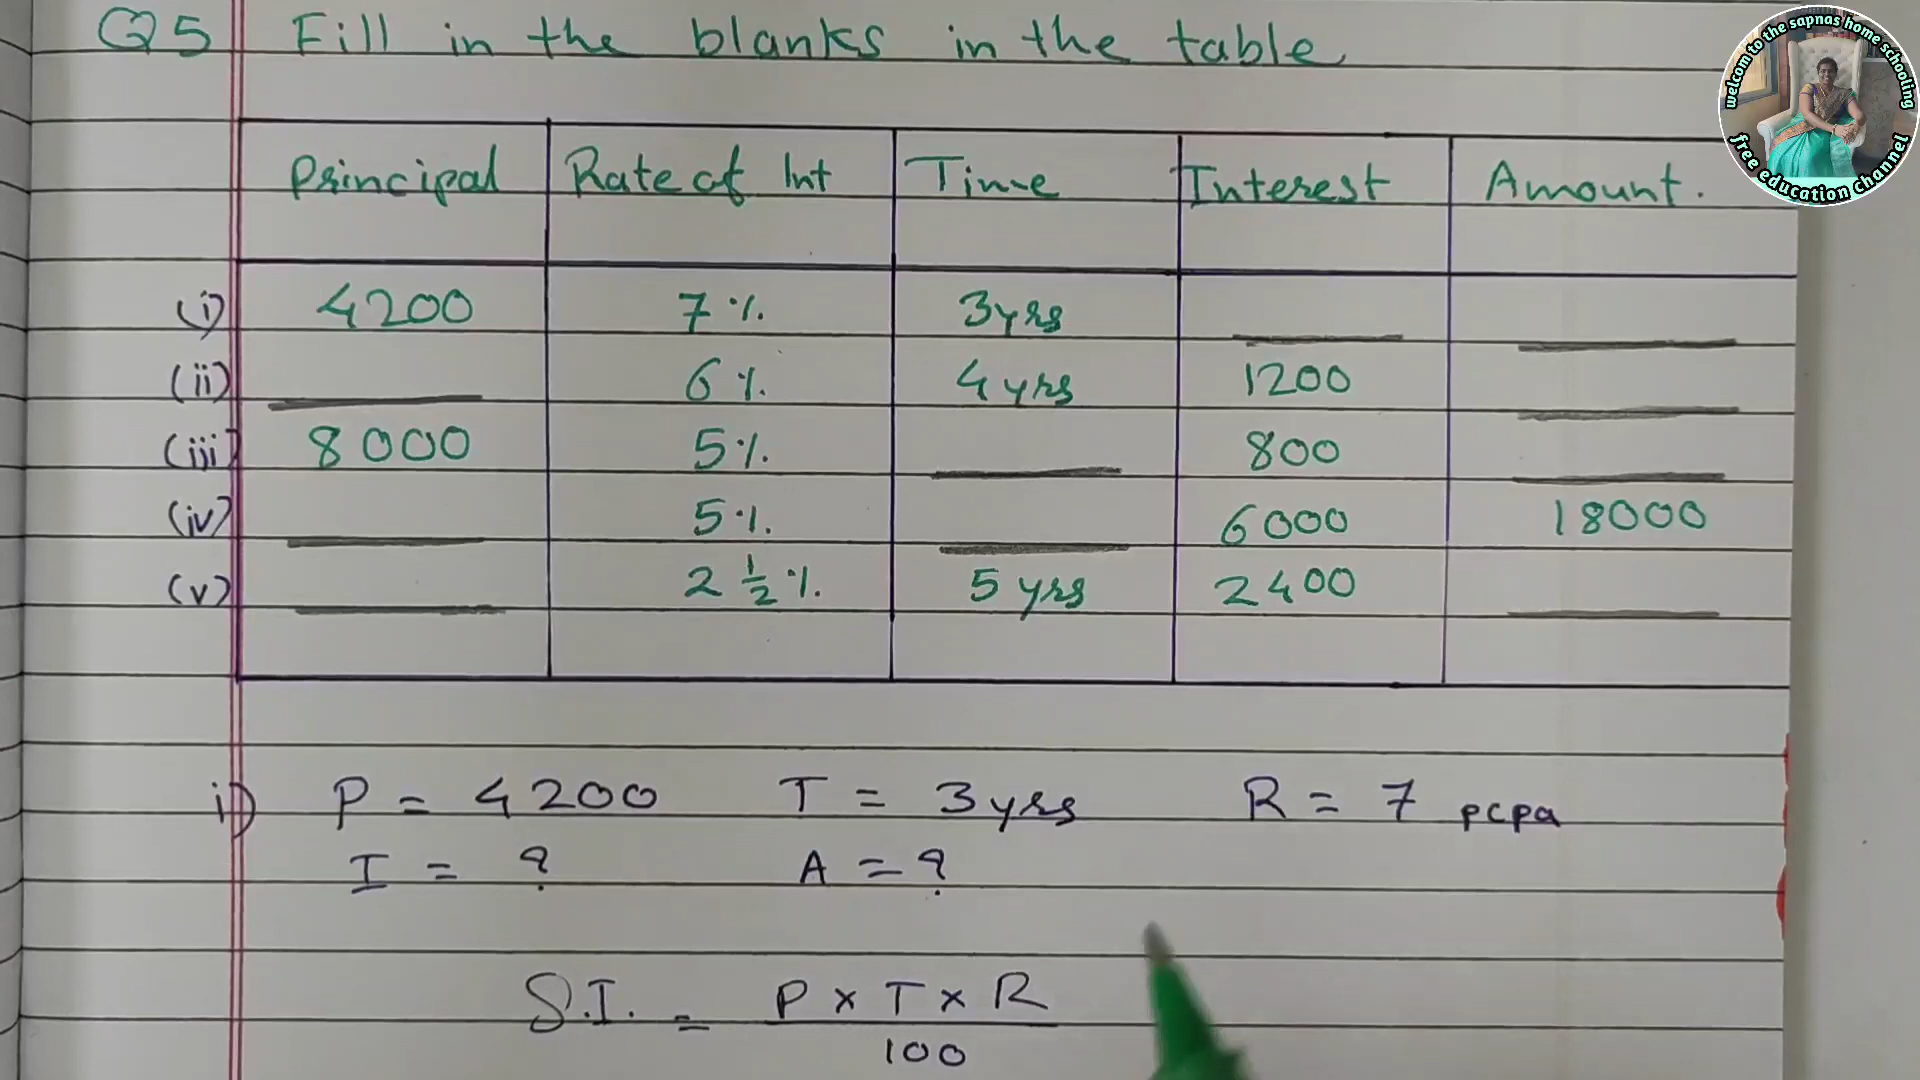 Q5 Fill in the blanks in the table
welcom to the sapnas home schooling
free education channel
Principal Rate of Int Time Interest Amount.
(i) 4200 7% 3yrs
(ii) 6% 4yrs 1200
(iii) 8000 5% 800
(iv) 5% 6000 18000
(v) 2 1/2 % 5 yrs 2400
i) P = 4200 T = 3yrs R = 7 pcpa
I = ? A = ?
S.I. = P x T x R
100